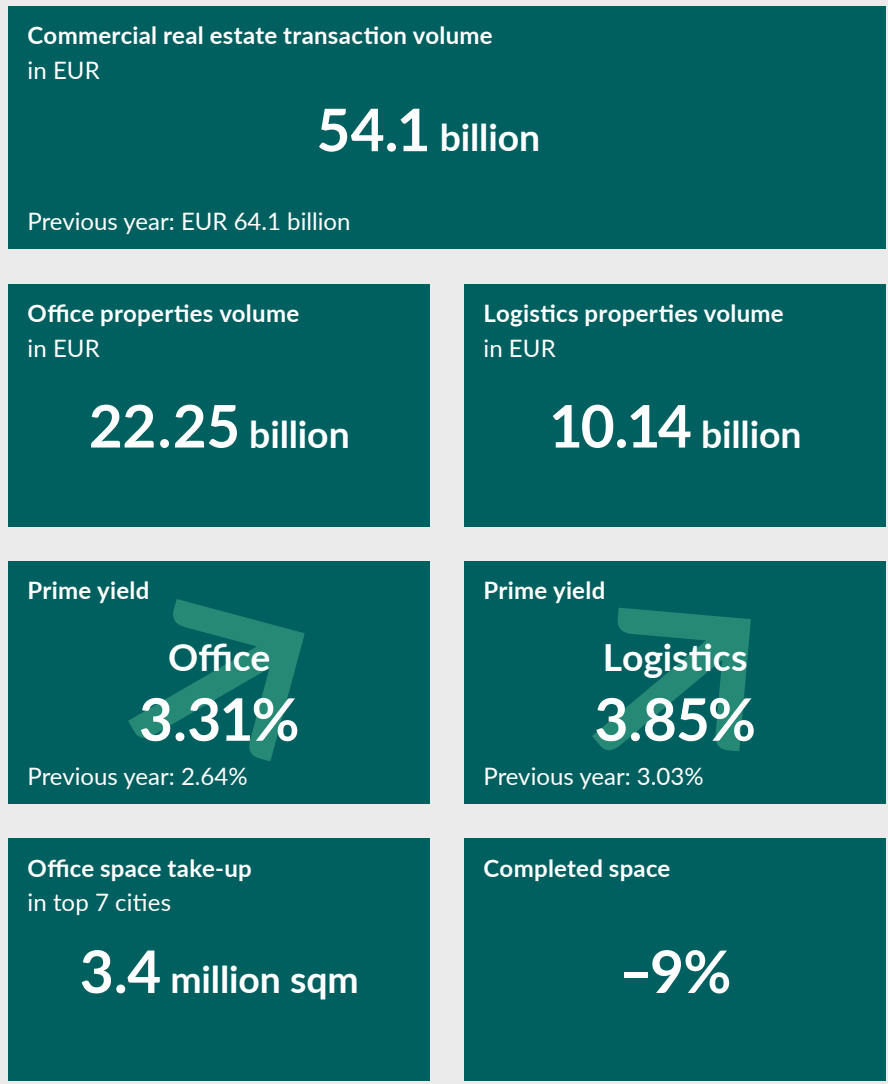 Commercial real estate transaction volume
in EUR
54.1 billion
Previous year: EUR 64.1 billion
Office properties volume
in EUR
22.25 billion
Logistics properties volume
in EUR
10.14 billion
Prime yield
Office
3.31%
Previous year: 2.64%
Prime yield
Logistics
3.85%
Previous year: 3.03%
Office space take-up
in top 7 cities
3.4 million sqm
Completed space
–9%